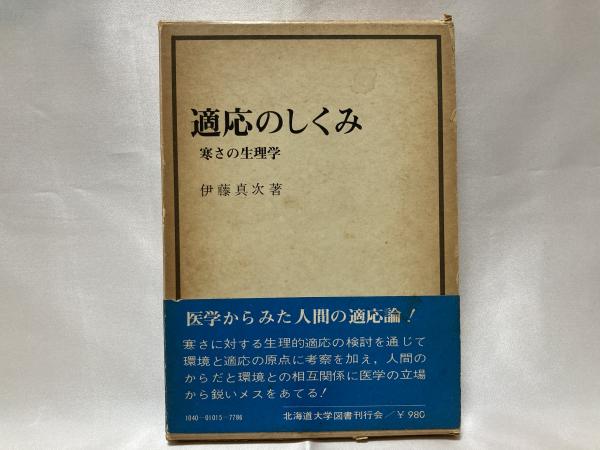 適応のしくみ
寒さの生理学
伊藤真次著
医学からみた人間の適応論!
寒さに対する生理的適応の検討を通じて
環境と適応の原点に考察を加え,人間の
からだと環境との相互関係に医学の立場
から鋭いメスをあてる!
1040-01015-7786
北海道大学図書刊行会/¥980